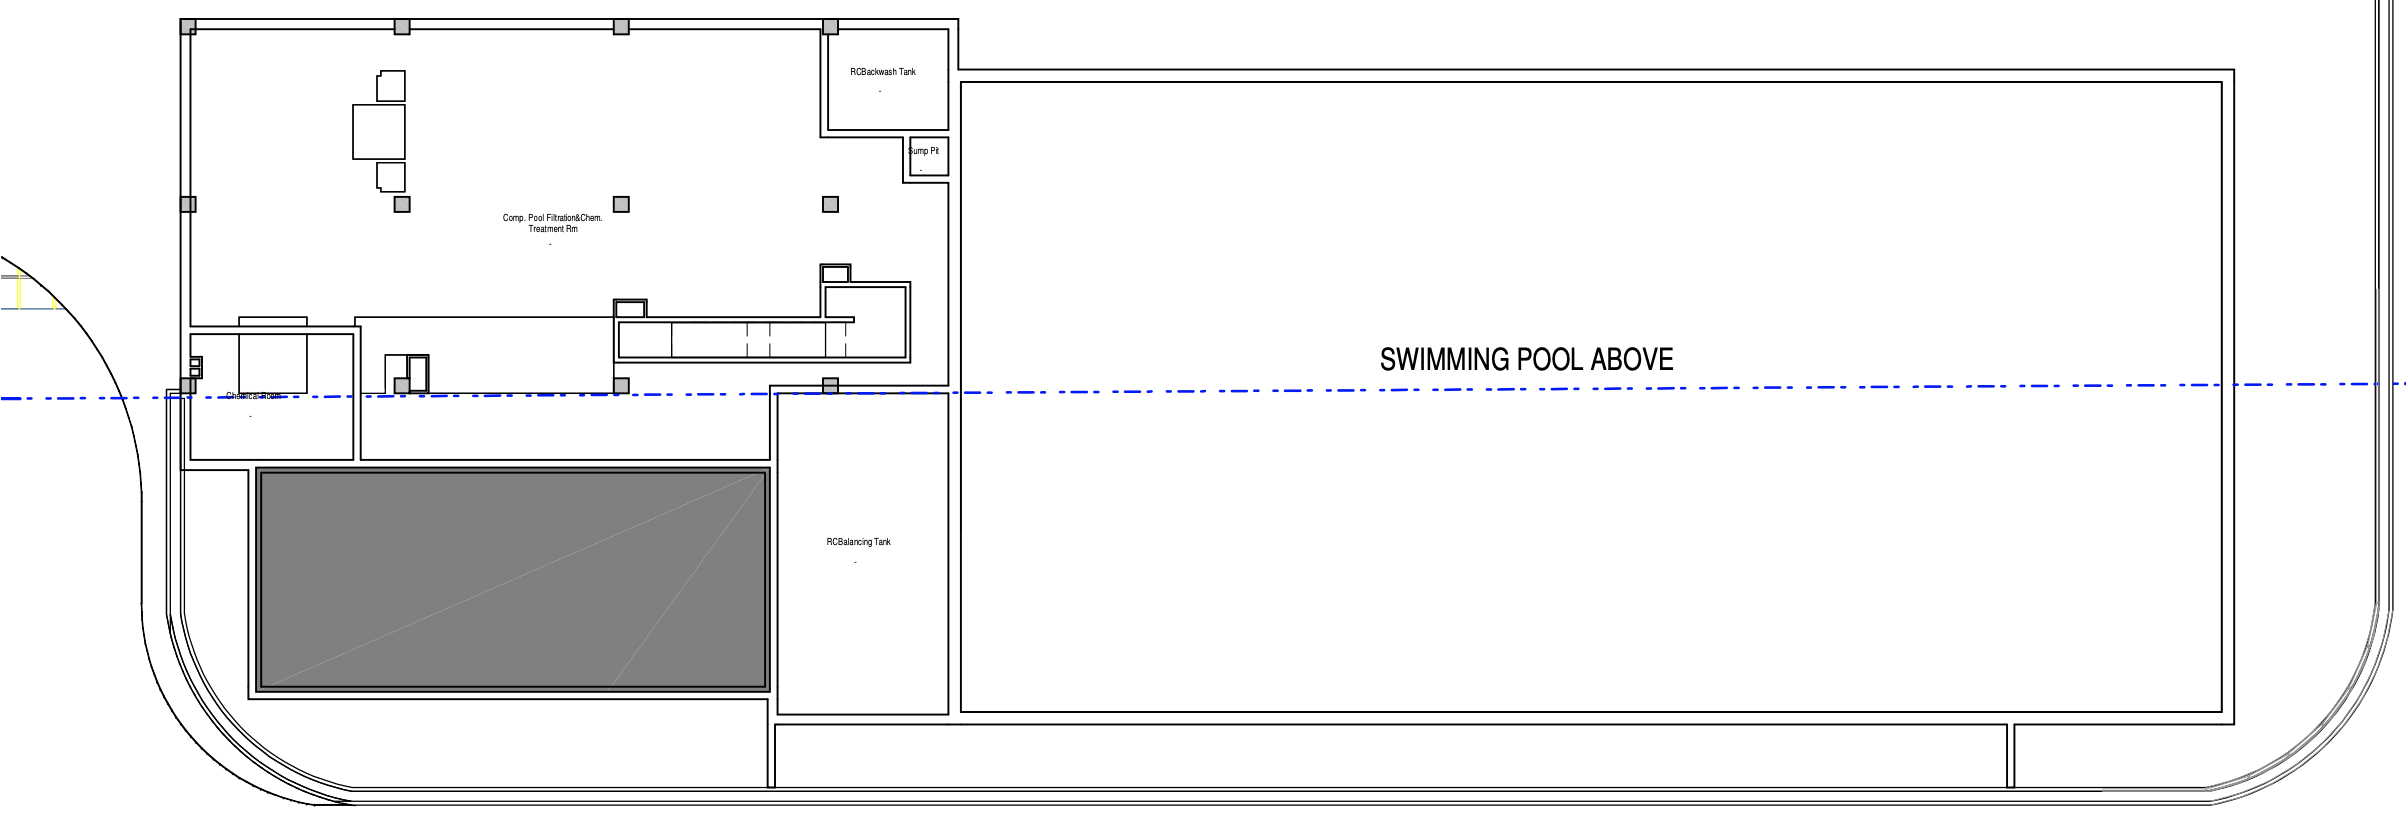 RCBackwash Tank
-
Sump Pit
-
Comp. Pool Filtration&Chem.
Treatment Rm
-
SWIMMING POOL ABOVE
Chemical Room
-
RCBalancing Tank
-